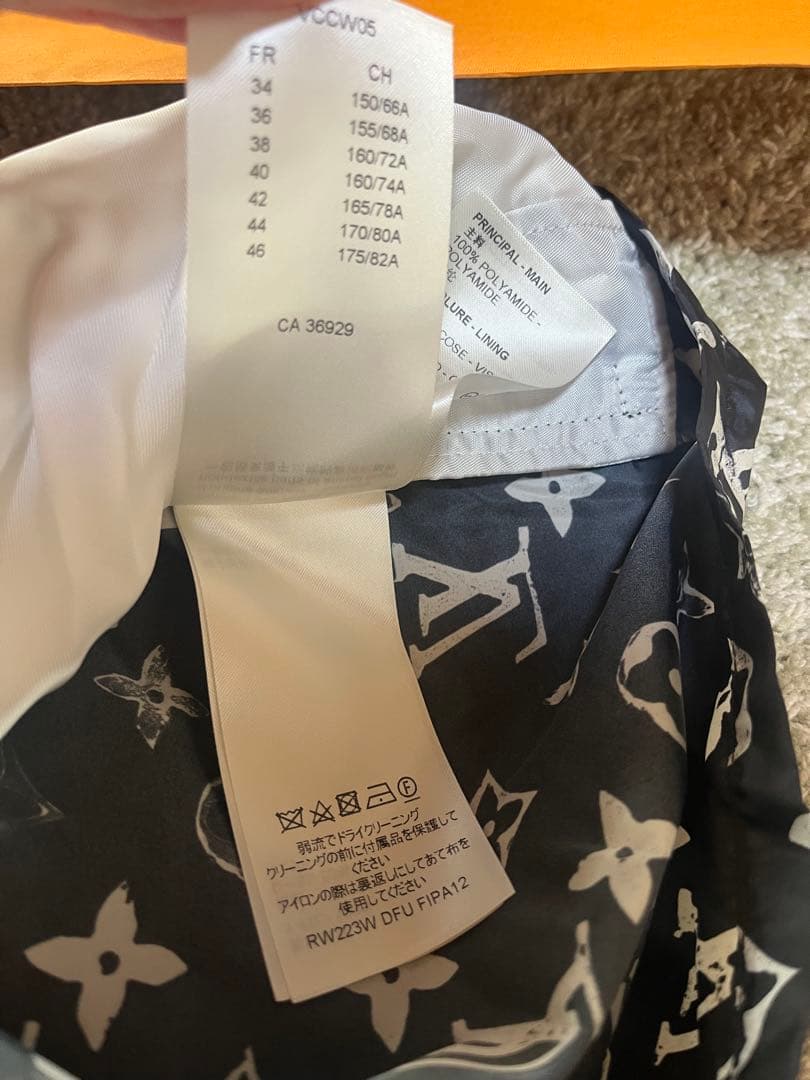 VCCW05
FR CH
34 150/66A
36 155/68A
38 160/72A
40 160/74A
42 165/78A
44 170/80A
46 175/82A
CA 36929
PRINCIPAL - MAIN
主料
100% POLYAMIDE -
POLYAMIDE
- LINING
弱流でドライクリーニング
クリーニングの前に付属品を保護して
ください
アイロンの際は裏返しにしてあて布を
使用してください
RW223W DFU FIPA12
F